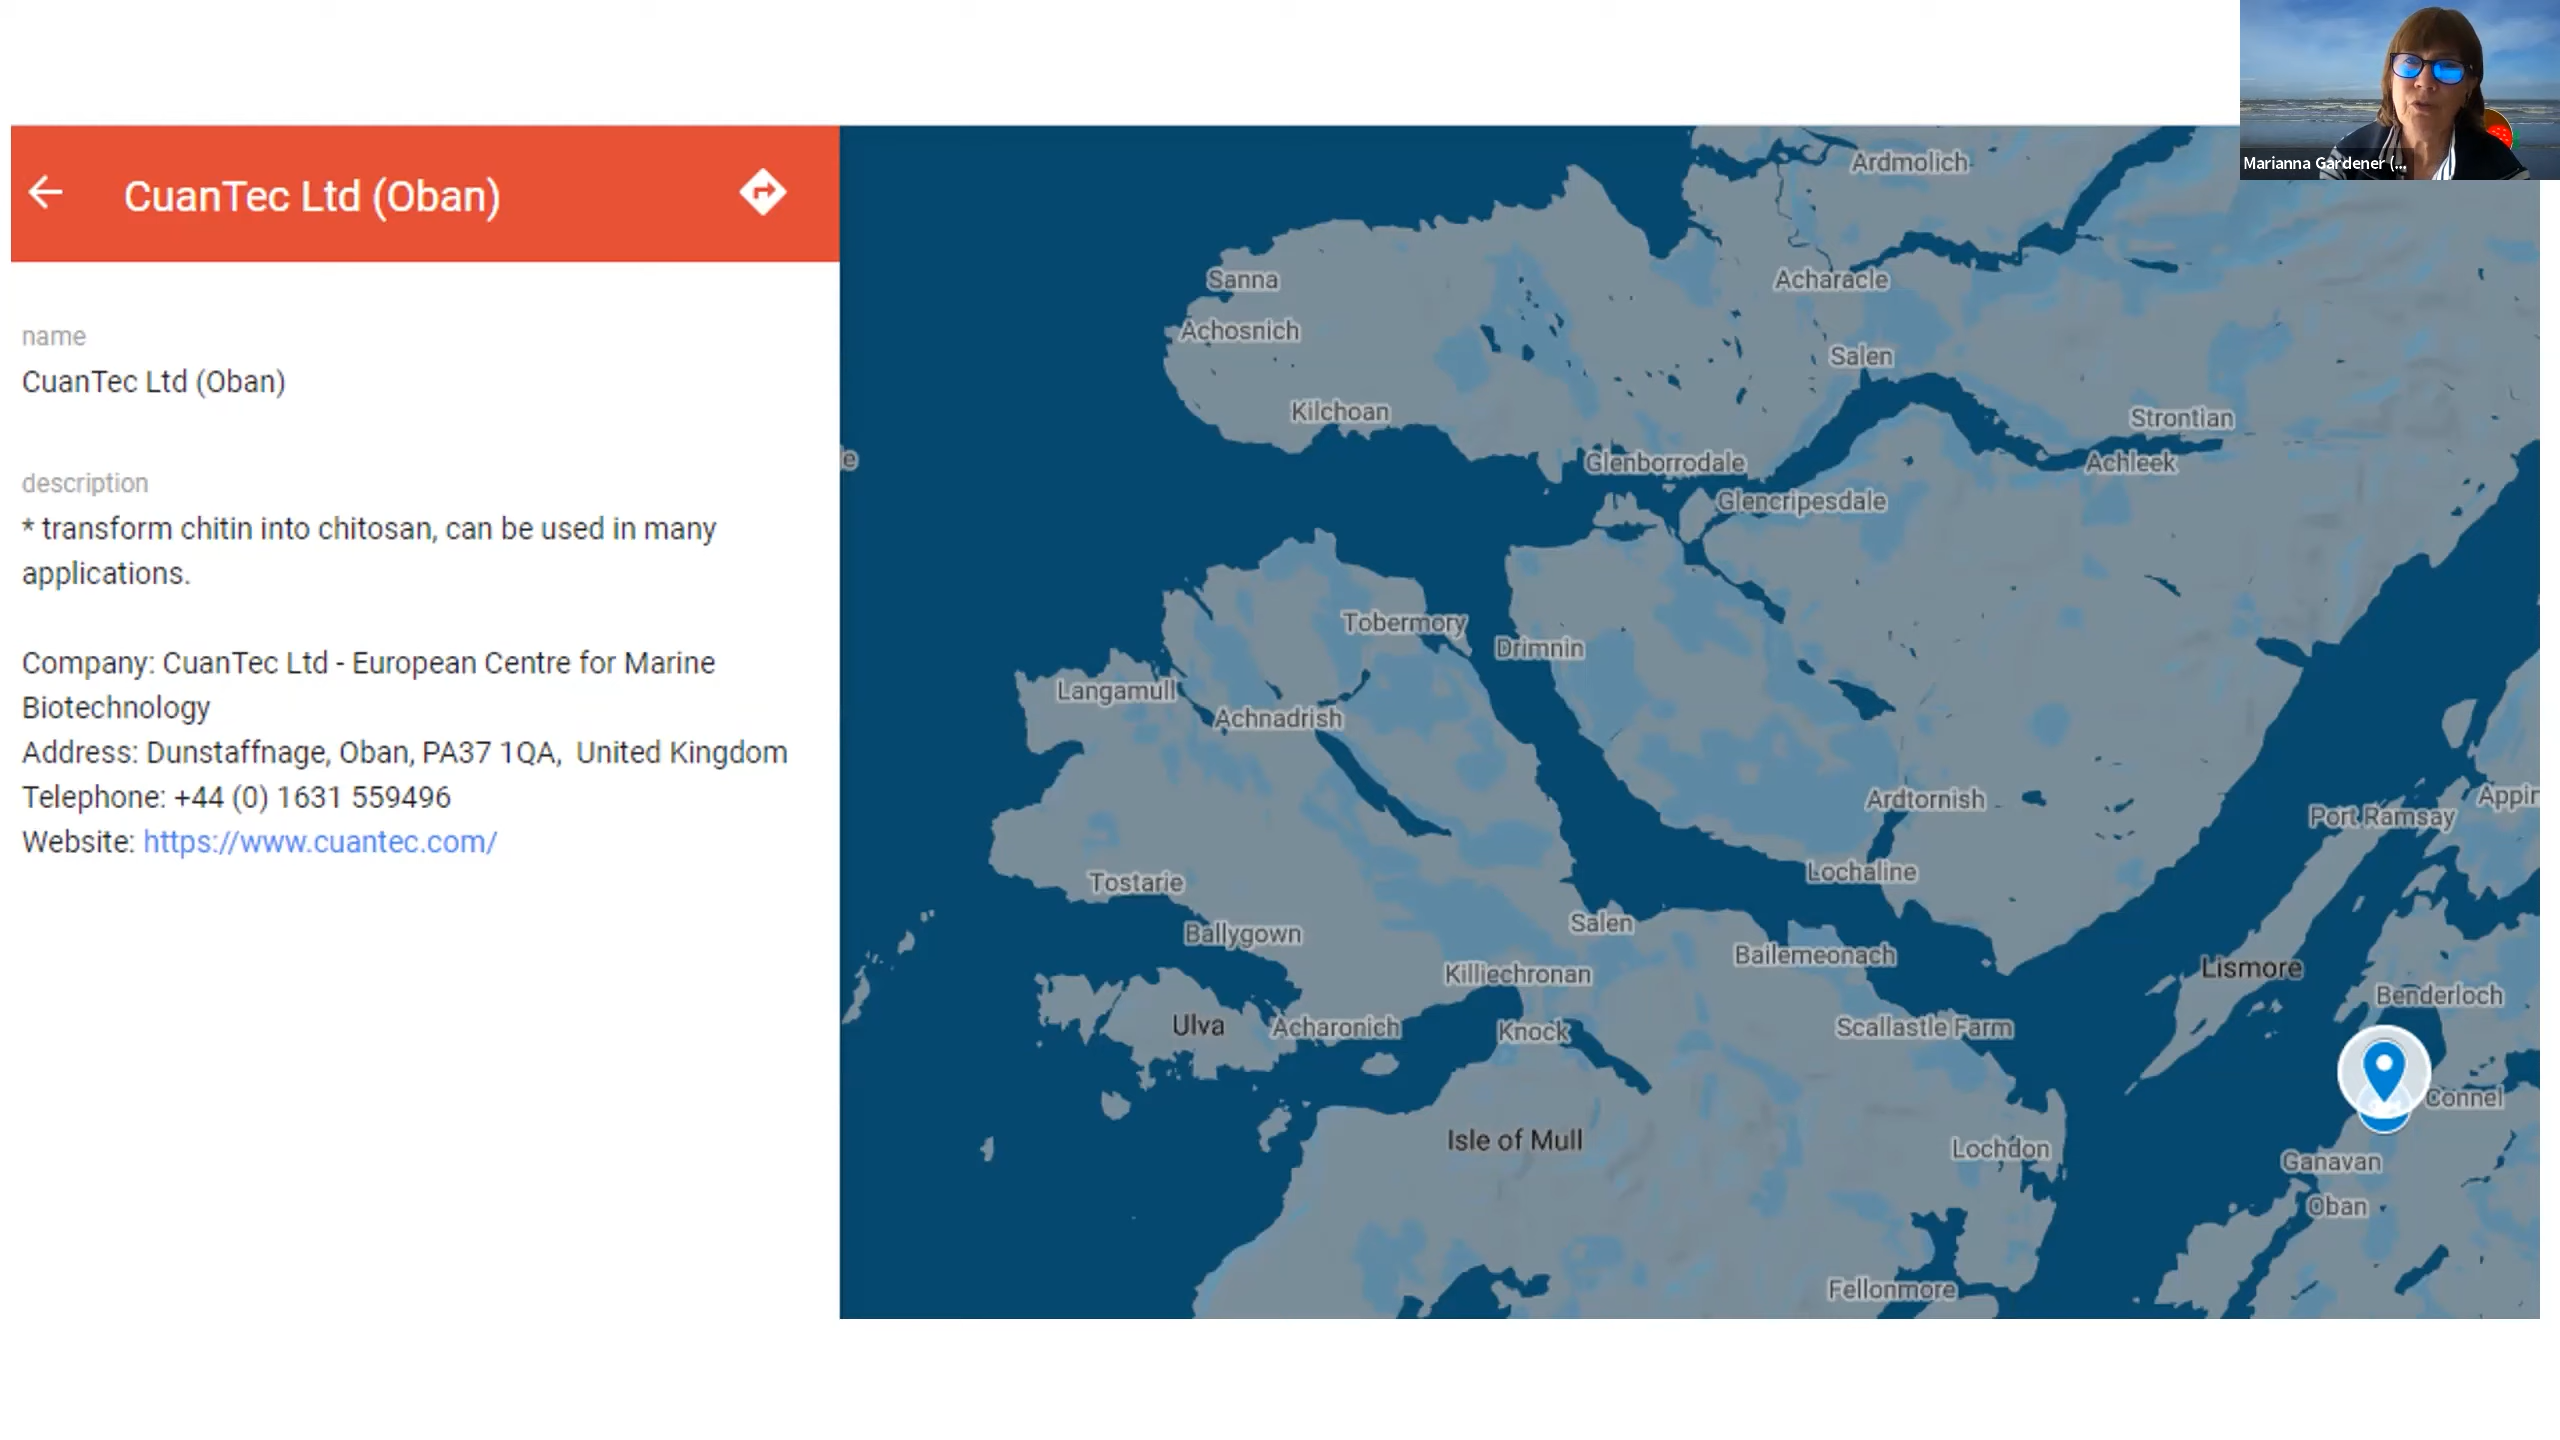 Marianna Gardener (...
CuanTec Ltd (Oban)
name
CuanTec Ltd (Oban)
description
* transform chitin into chitosan, can be used in many
applications.
Company: CuanTec Ltd - European Centre for Marine
Biotechnology
Address: Dunstaffnage, Oban, PA37 1QA, United Kingdom
Telephone: +44 (0) 1631 559496
Website: https://www.cuantec.com/
Ardmolich
Sanna
Acharacle
Achosnich
Salen
Kilchoan
Strontian
e
Glenborrodale
Achleek
Glencripesdale
Tobermory
Drimnin
Langamull
Achnadrish
Appin
Ardtornish
Port Ramsay
Lochaline
Tostarie
Salen
Ballygown
Bailemeonach
Lismore
Killiechronan
Benderloch
Ulva
Acharonich
Knock
Scallastle Farm
Connel
Isle of Mull
Lochdon
Ganavan
Oban
Fellonmore